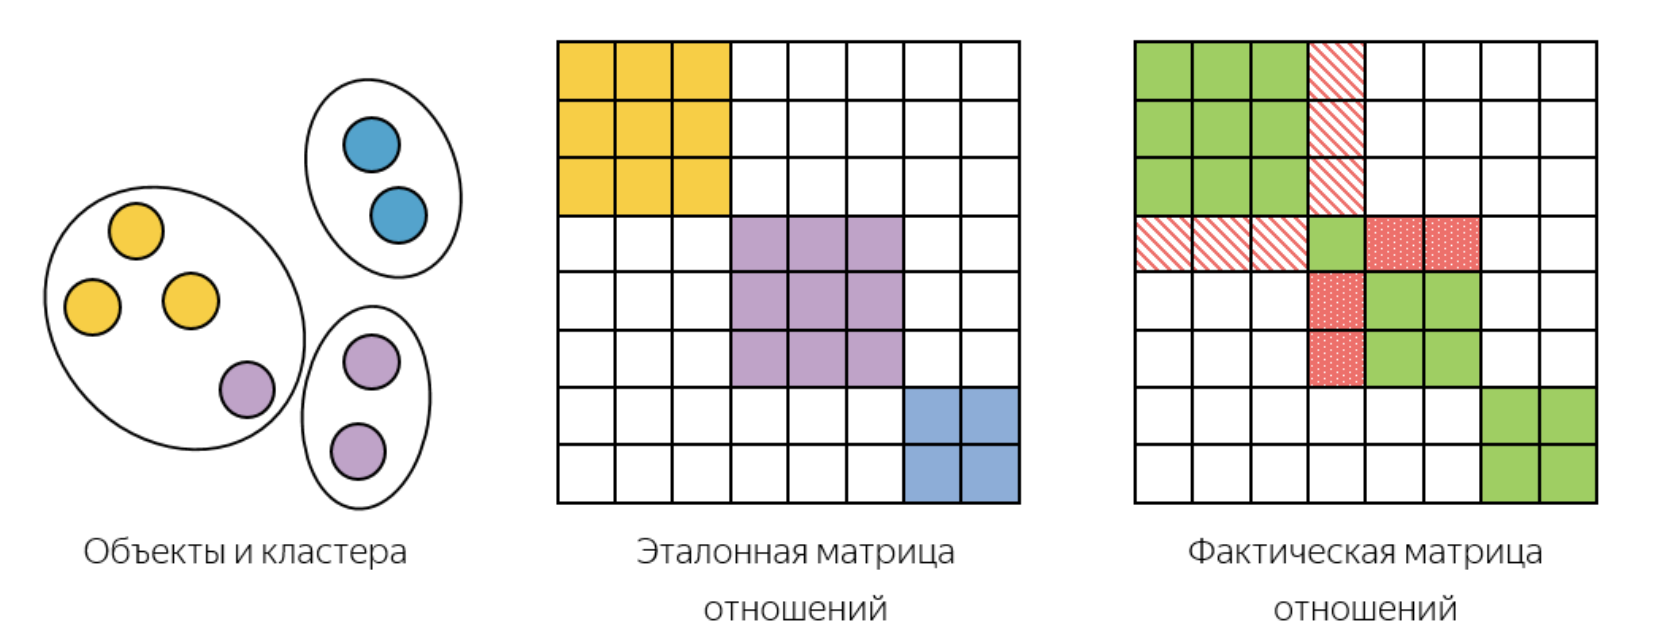 Объекты и кластера
Эталонная матрица
отношений
Фактическая матрица
отношений